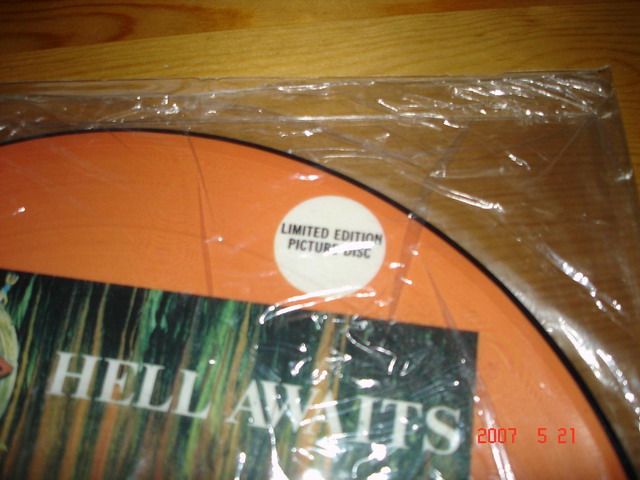 LIMITED EDITION
PICTURE DISC
HELL AWAITS
2007 5 21